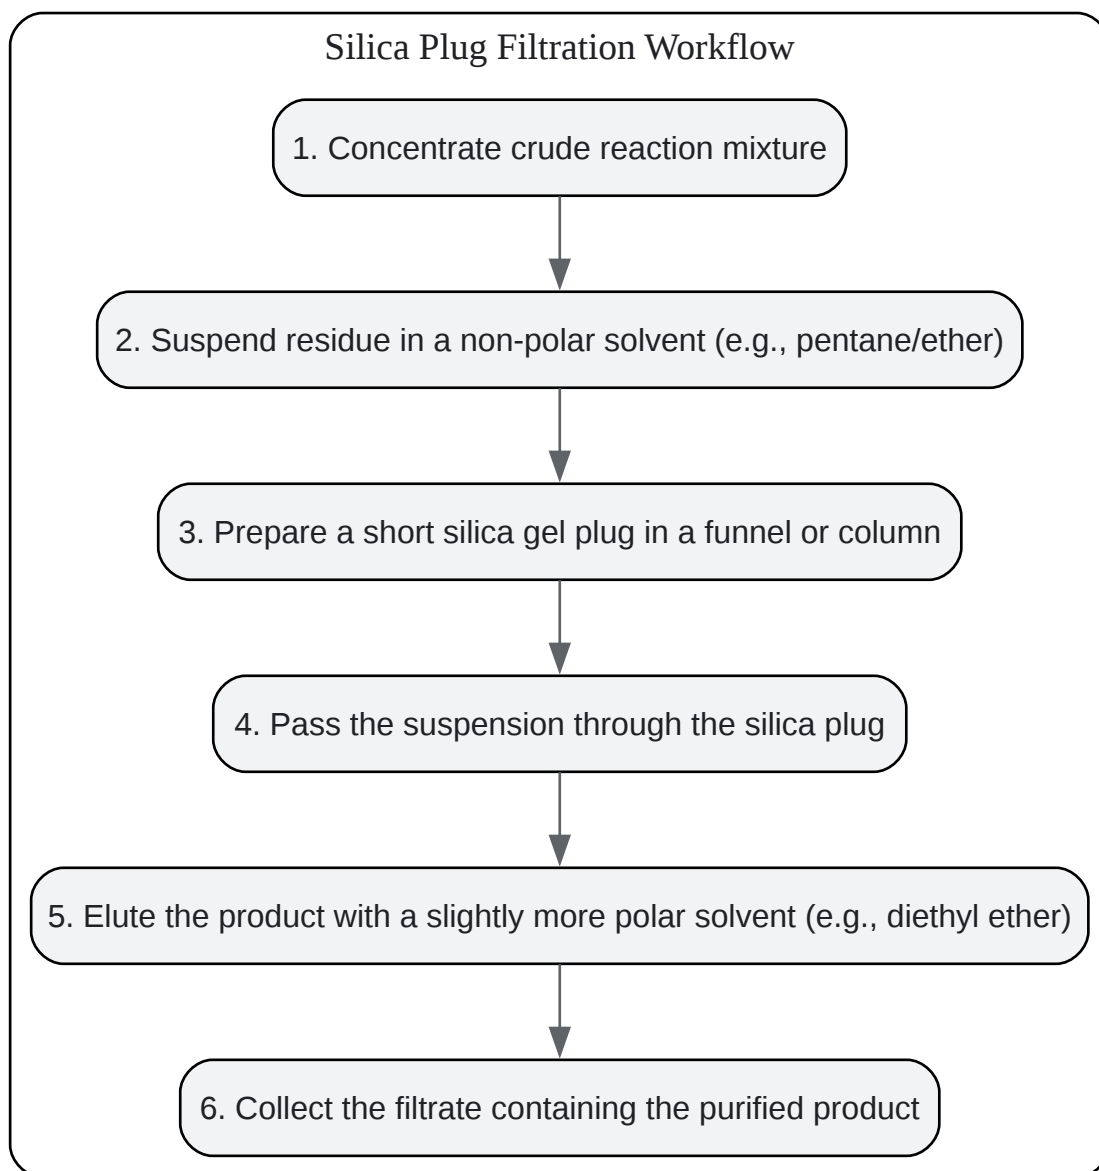 Silica Plug Filtration Workflow
1. Concentrate crude reaction mixture
2. Suspend residue in a non-polar solvent (e.g., pentane/ether)
3. Prepare a short silica gel plug in a funnel or column
4. Pass the suspension through the silica plug
5. Elute the product with a slightly more polar solvent (e.g., diethyl ether)
6. Collect the filtrate containing the purified product